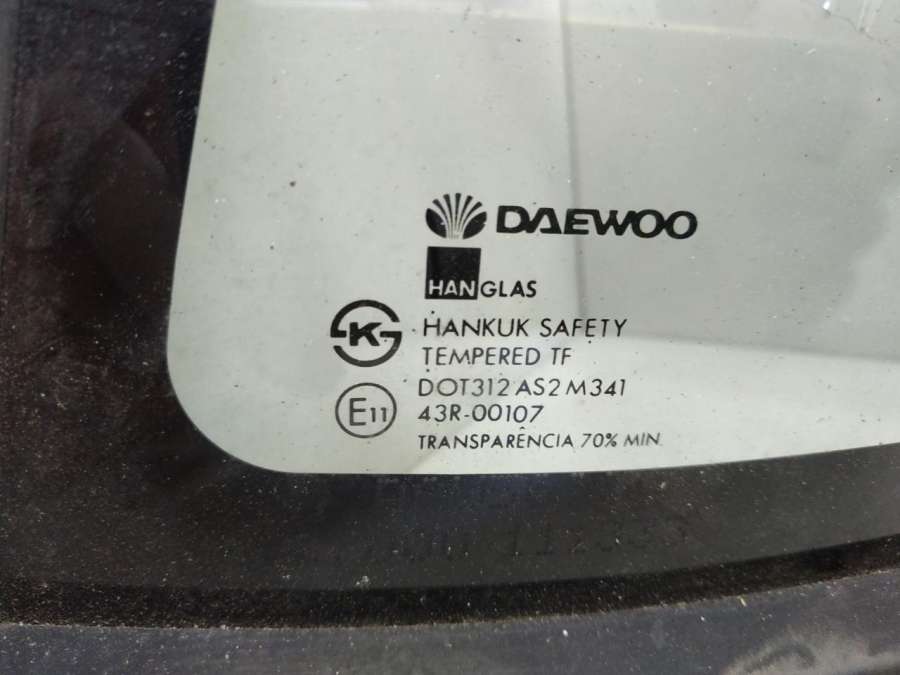 DAEWOO
HANGLAS
K HANKUK SAFETY
TEMPERED TF
DOT312 AS2 M341
E11 43R-00107
TRANSPARÊNCIA 70% MIN.